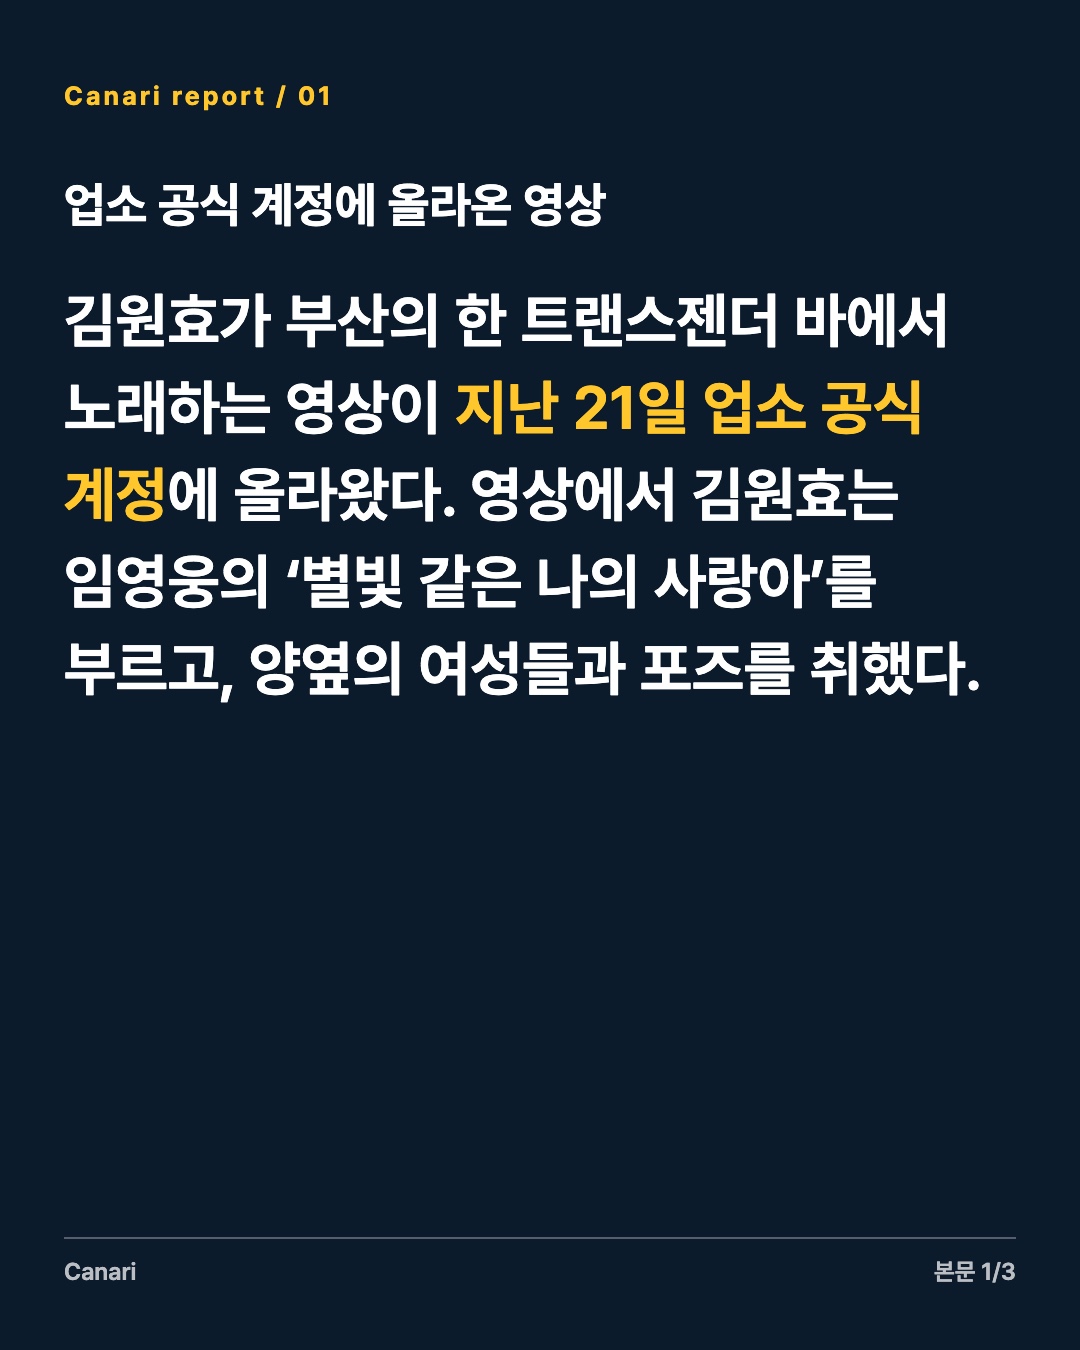 Canari report / 01
업소 공식 계정에 올라온 영상
김원효가 부산의 한 트랜스젠더 바에서
노래하는 영상이 지난 21일 업소 공식
계정에 올라왔다. 영상에서 김원효는
임영웅의 ‘별빛 같은 나의 사랑아’를
부르고, 양옆의 여성들과 포즈를 취했다.
Canari
본문 1/3